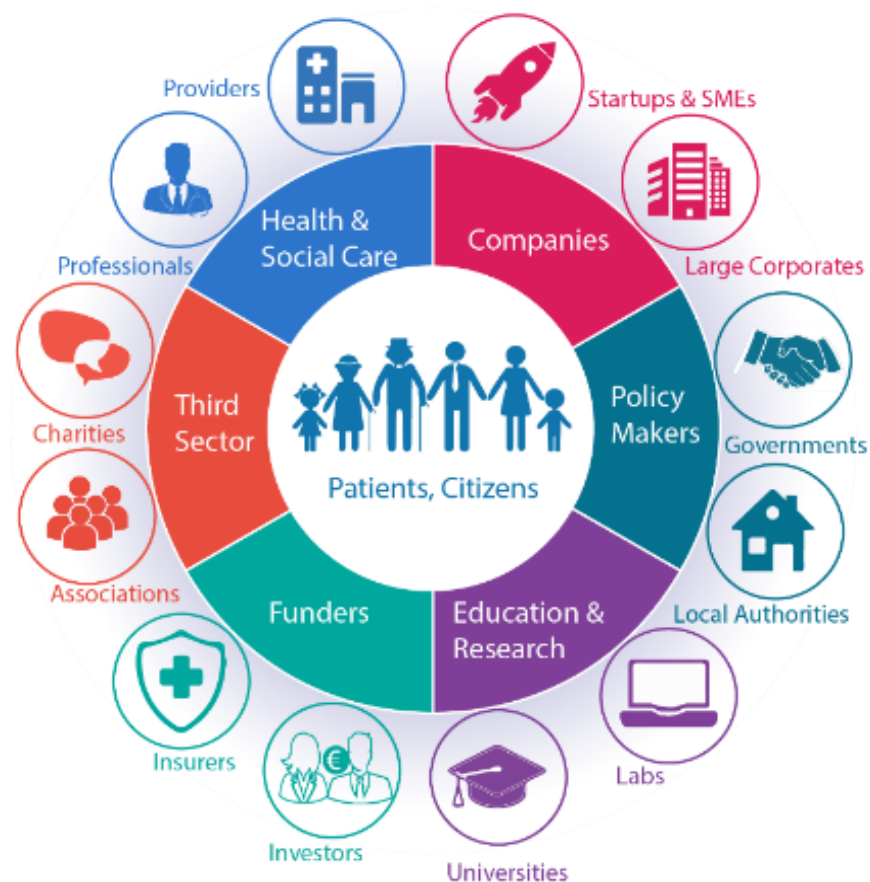 Providers
Startups & SMEs
Professionals
Health &
Social Care
Companies
Large Corporates
Charities
Third
Sector
Policy
Makers
Governments
Patients, Citizens
Associations
Funders
Education &
Research
Local Authorities
Insurers
Labs
Investors
Universities
€